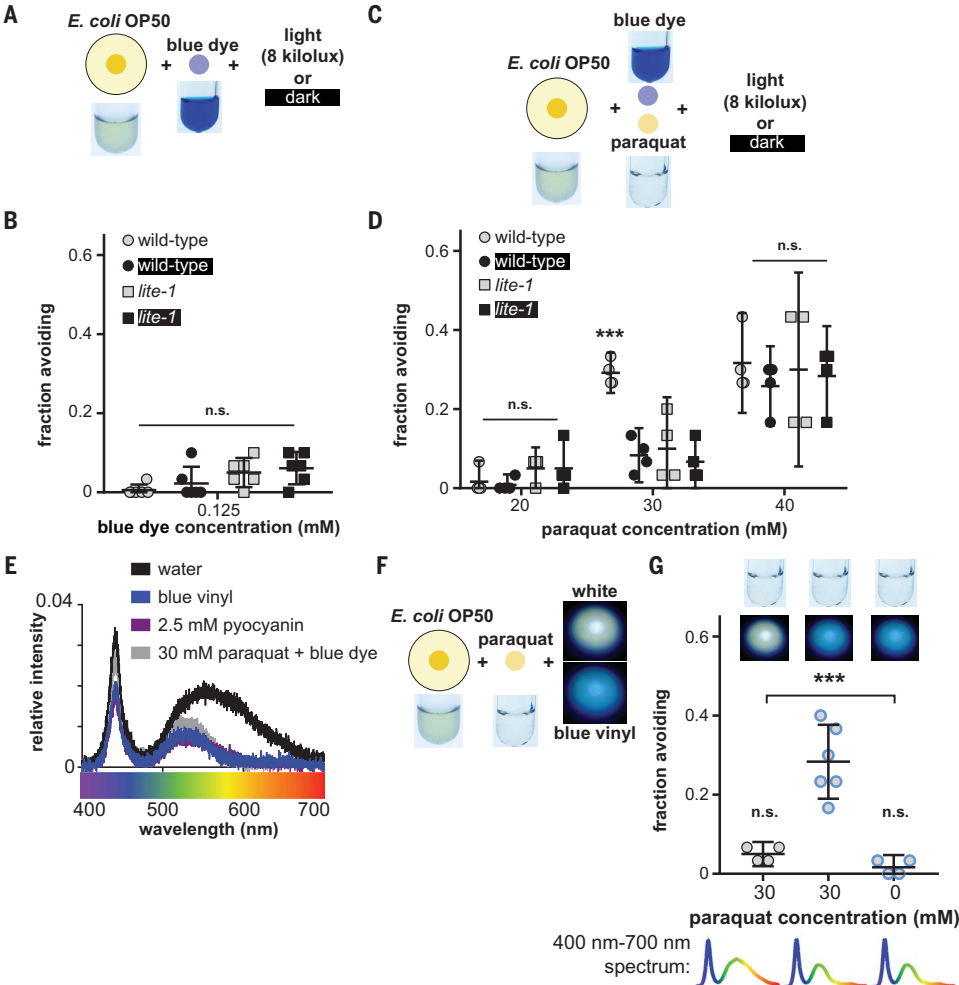 A
E. coli OP50
+
blue dye
+
light
(8 kilolux)
or
dark
C
blue dye
E. coli OP50
+
+
paraquat
light
(8 kilolux)
or
dark
B
wild-type
wild-type
lite-1
lite-1
n.s.
fraction avoiding
0.6
0.4
0.2
0
0.125
blue dye concentration (mM)
D
wild-type
wild-type
lite-1
lite-1
n.s.
***
n.s.
fraction avoiding
0.6
0.4
0.2
0
20 30 40
paraquat concentration (mM)
E
water
blue vinyl
2.5 mM pyocyanin
30 mM paraquat + blue dye
relative intensity
0.04
0
400 500 600 700
wavelength (nm)
F
E. coli OP50
+
paraquat
+
white
blue vinyl
G
fraction avoiding
0.6
0.4
0.2
0
***
n.s.
n.s.
30 30 0
paraquat concentration (mM)
400 nm-700 nm
spectrum: